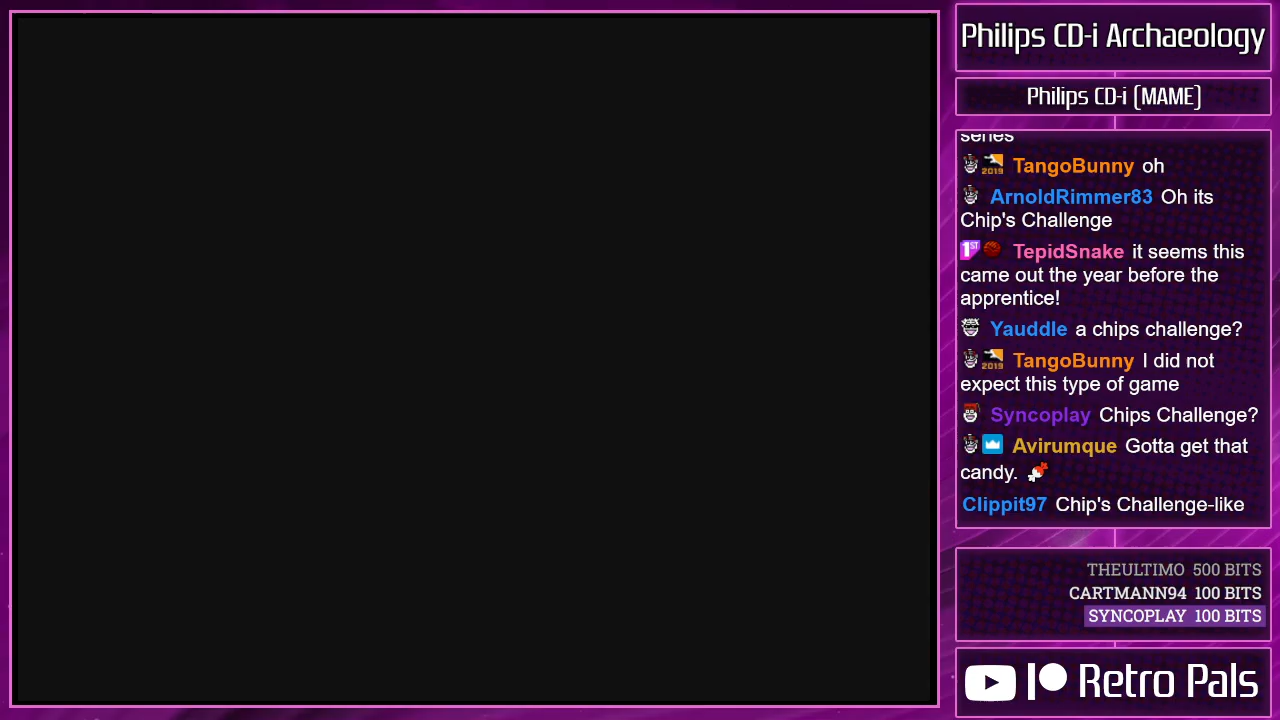 Philips CD-i Archaeology
Philips CD-i [MAME]
series
TangoBunny oh
ArnoldRimmer83 Oh its
Chip's Challenge
TepidSnake it seems this
came out the year before the
apprentice!
Yauddle a chips challenge?
TangoBunny I did not
expect this type of game
Syncoplay Chips Challenge?
Avirumque Gotta get that
candy.
Clippit97 Chip's Challenge-like
THEULTIMO 500 BITS
CARTMANN94 100 BITS
SYNCOPLAY 100 BITS
Retro Pals